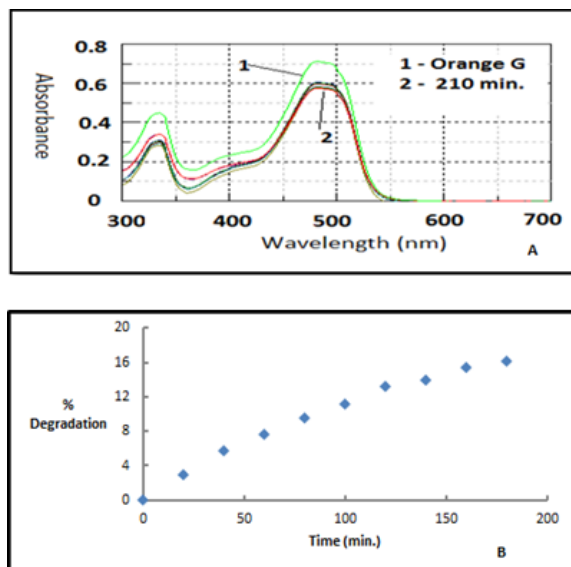 0.8
1 - Orange G
2 - 210 min.
1
0.6
Absorbance
0.4
2
0.2
0
300 400 500 600 700
Wavelength (nm)
A
20
16
%
Degradation
12
8
4
0
0 50 100 150 200
Time (min.)
B